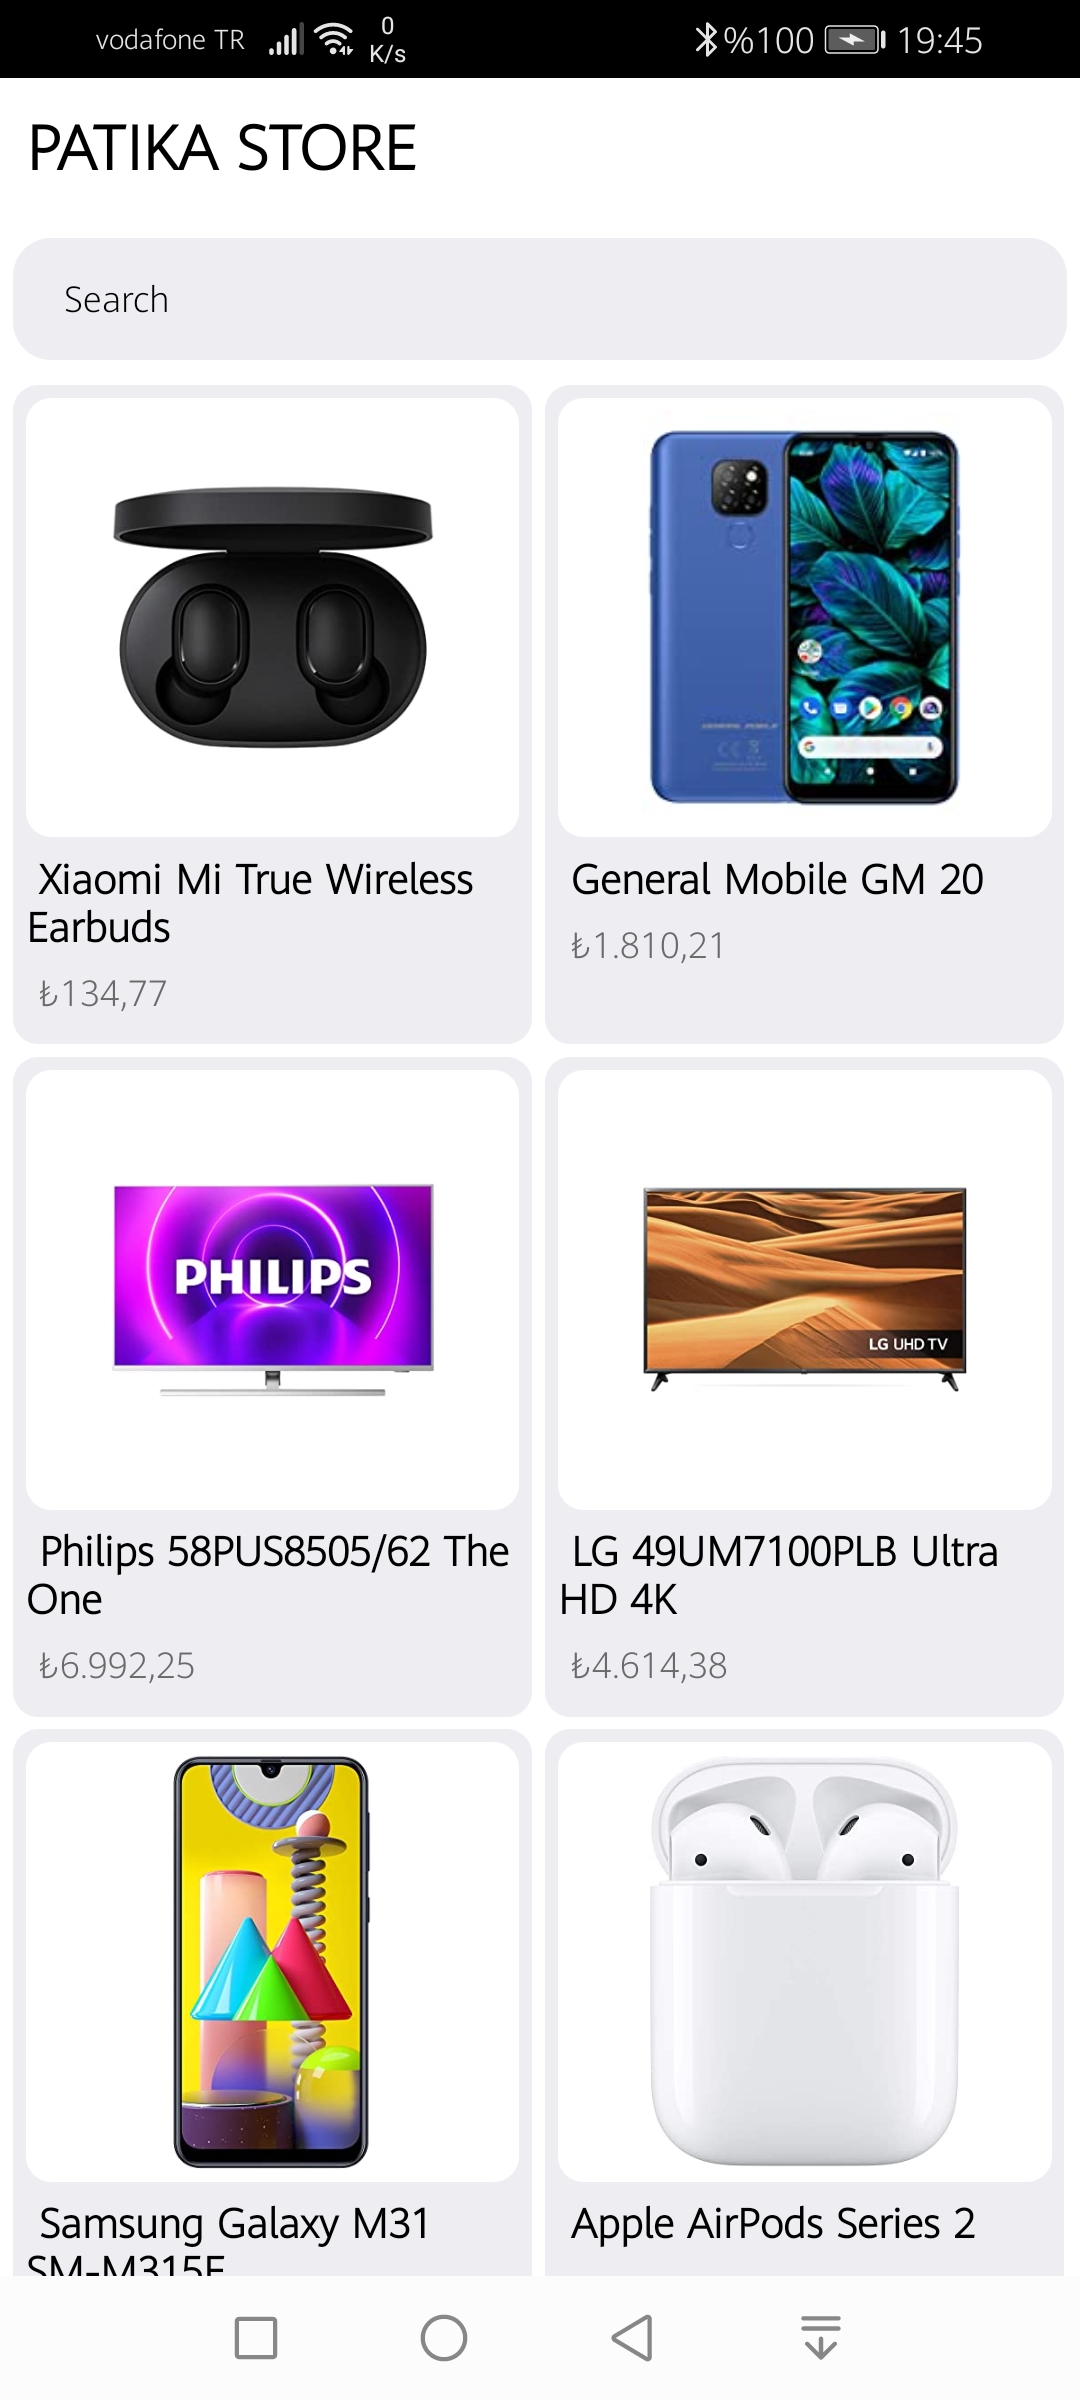 vodafone TR 0 K/s %100 19:45
PATIKA STORE
Search
Xiaomi Mi True Wireless
Earbuds
₺134,77
General Mobile GM 20
₺1.810,21
PHILIPS
LG UHD TV
Philips 58PUS8505/62 The
One
₺6.992,25
LG 49UM7100PLB Ultra
HD 4K
₺4.614,38
Samsung Galaxy M31
SM-M315F
Apple AirPods Series 2